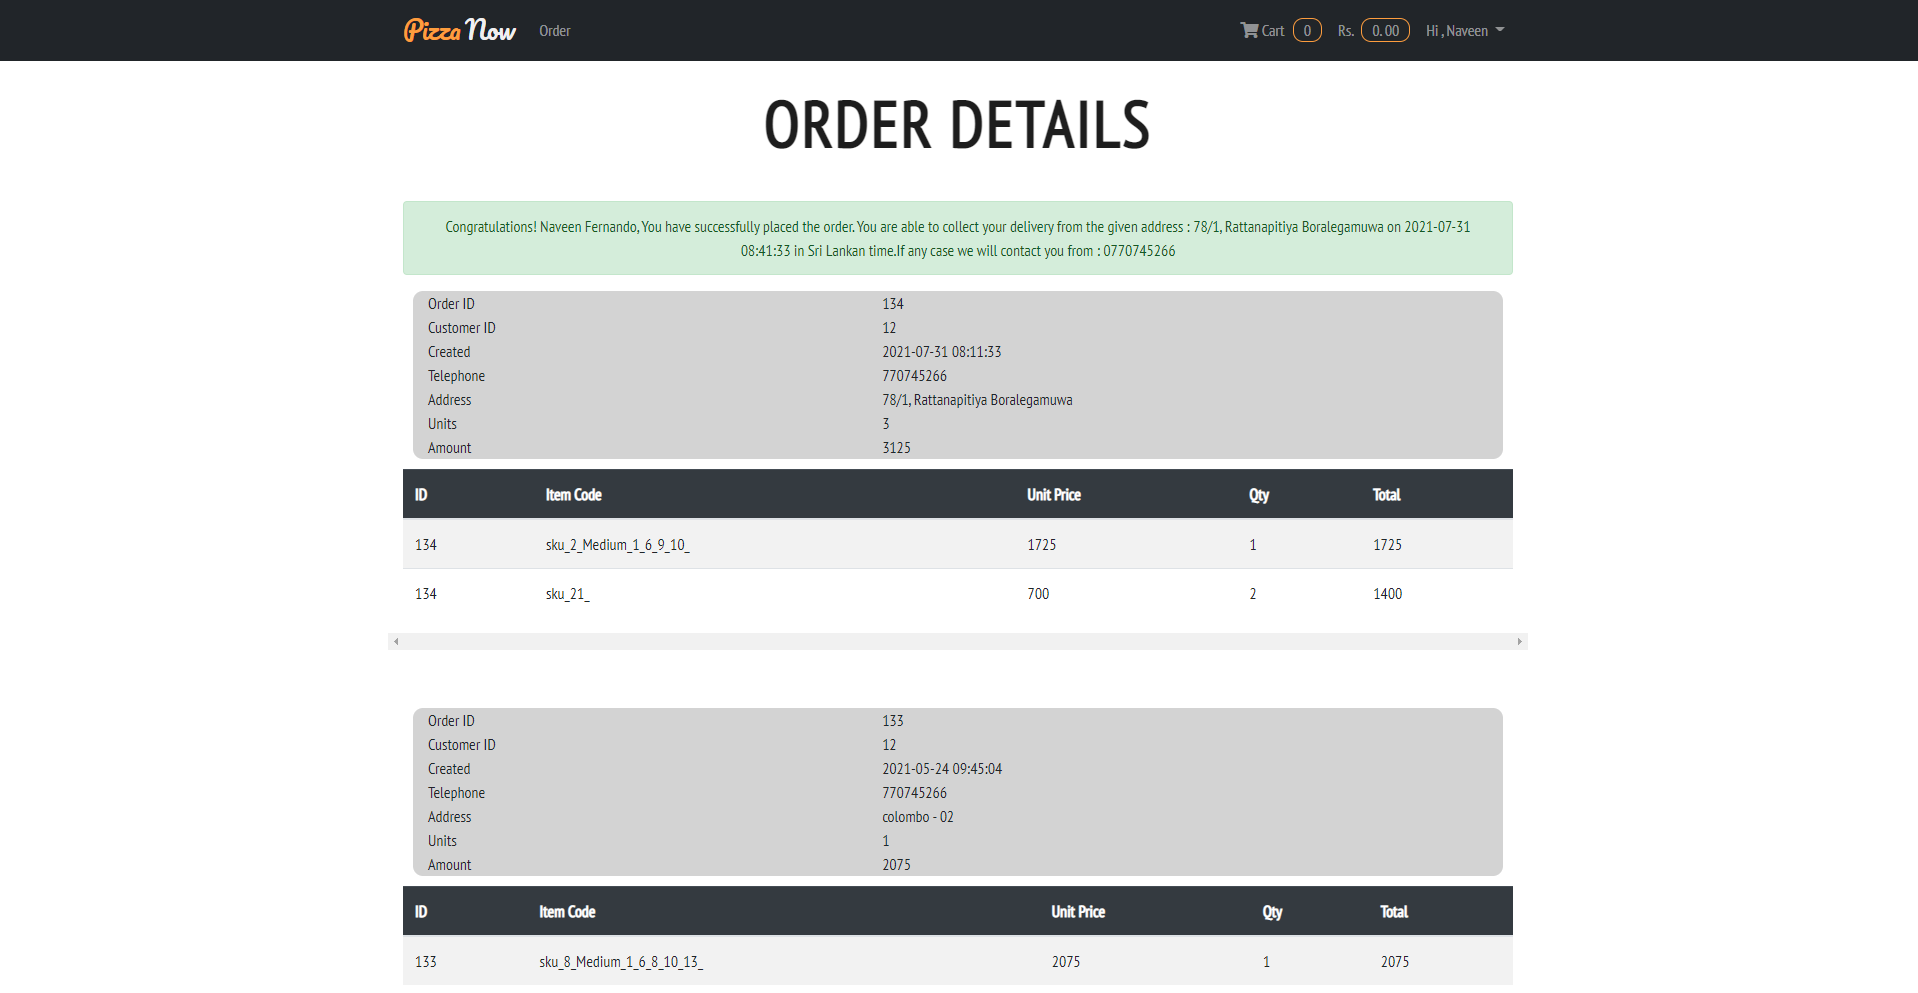 Pizza Now Order Cart 0 Rs. 0.00 Hi , Naveen
ORDER DETAILS
Congratulations! Naveen Fernando, You have successfully placed the order. You are able to collect your delivery from the given address : 78/1, Rattanapitiya Boralegamuwa on 2021-07-31
08:41:33 in Sri Lankan time.If any case we will contact you from : 0770745266
Order ID 134
Customer ID 12
Created 2021-07-31 08:11:33
Telephone 770745266
Address 78/1, Rattanapitiya Boralegamuwa
Units 3
Amount 3125
ID Item Code Unit Price Qty Total
134 sku_2_Medium_1_6_9_10_ 1725 1 1725
134 sku_21_ 700 2 1400
Order ID 133
Customer ID 12
Created 2021-05-24 09:45:04
Telephone 770745266
Address colombo - 02
Units 1
Amount 2075
ID Item Code Unit Price Qty Total
133 sku_8_Medium_1_6_8_10_13_ 2075 1 2075